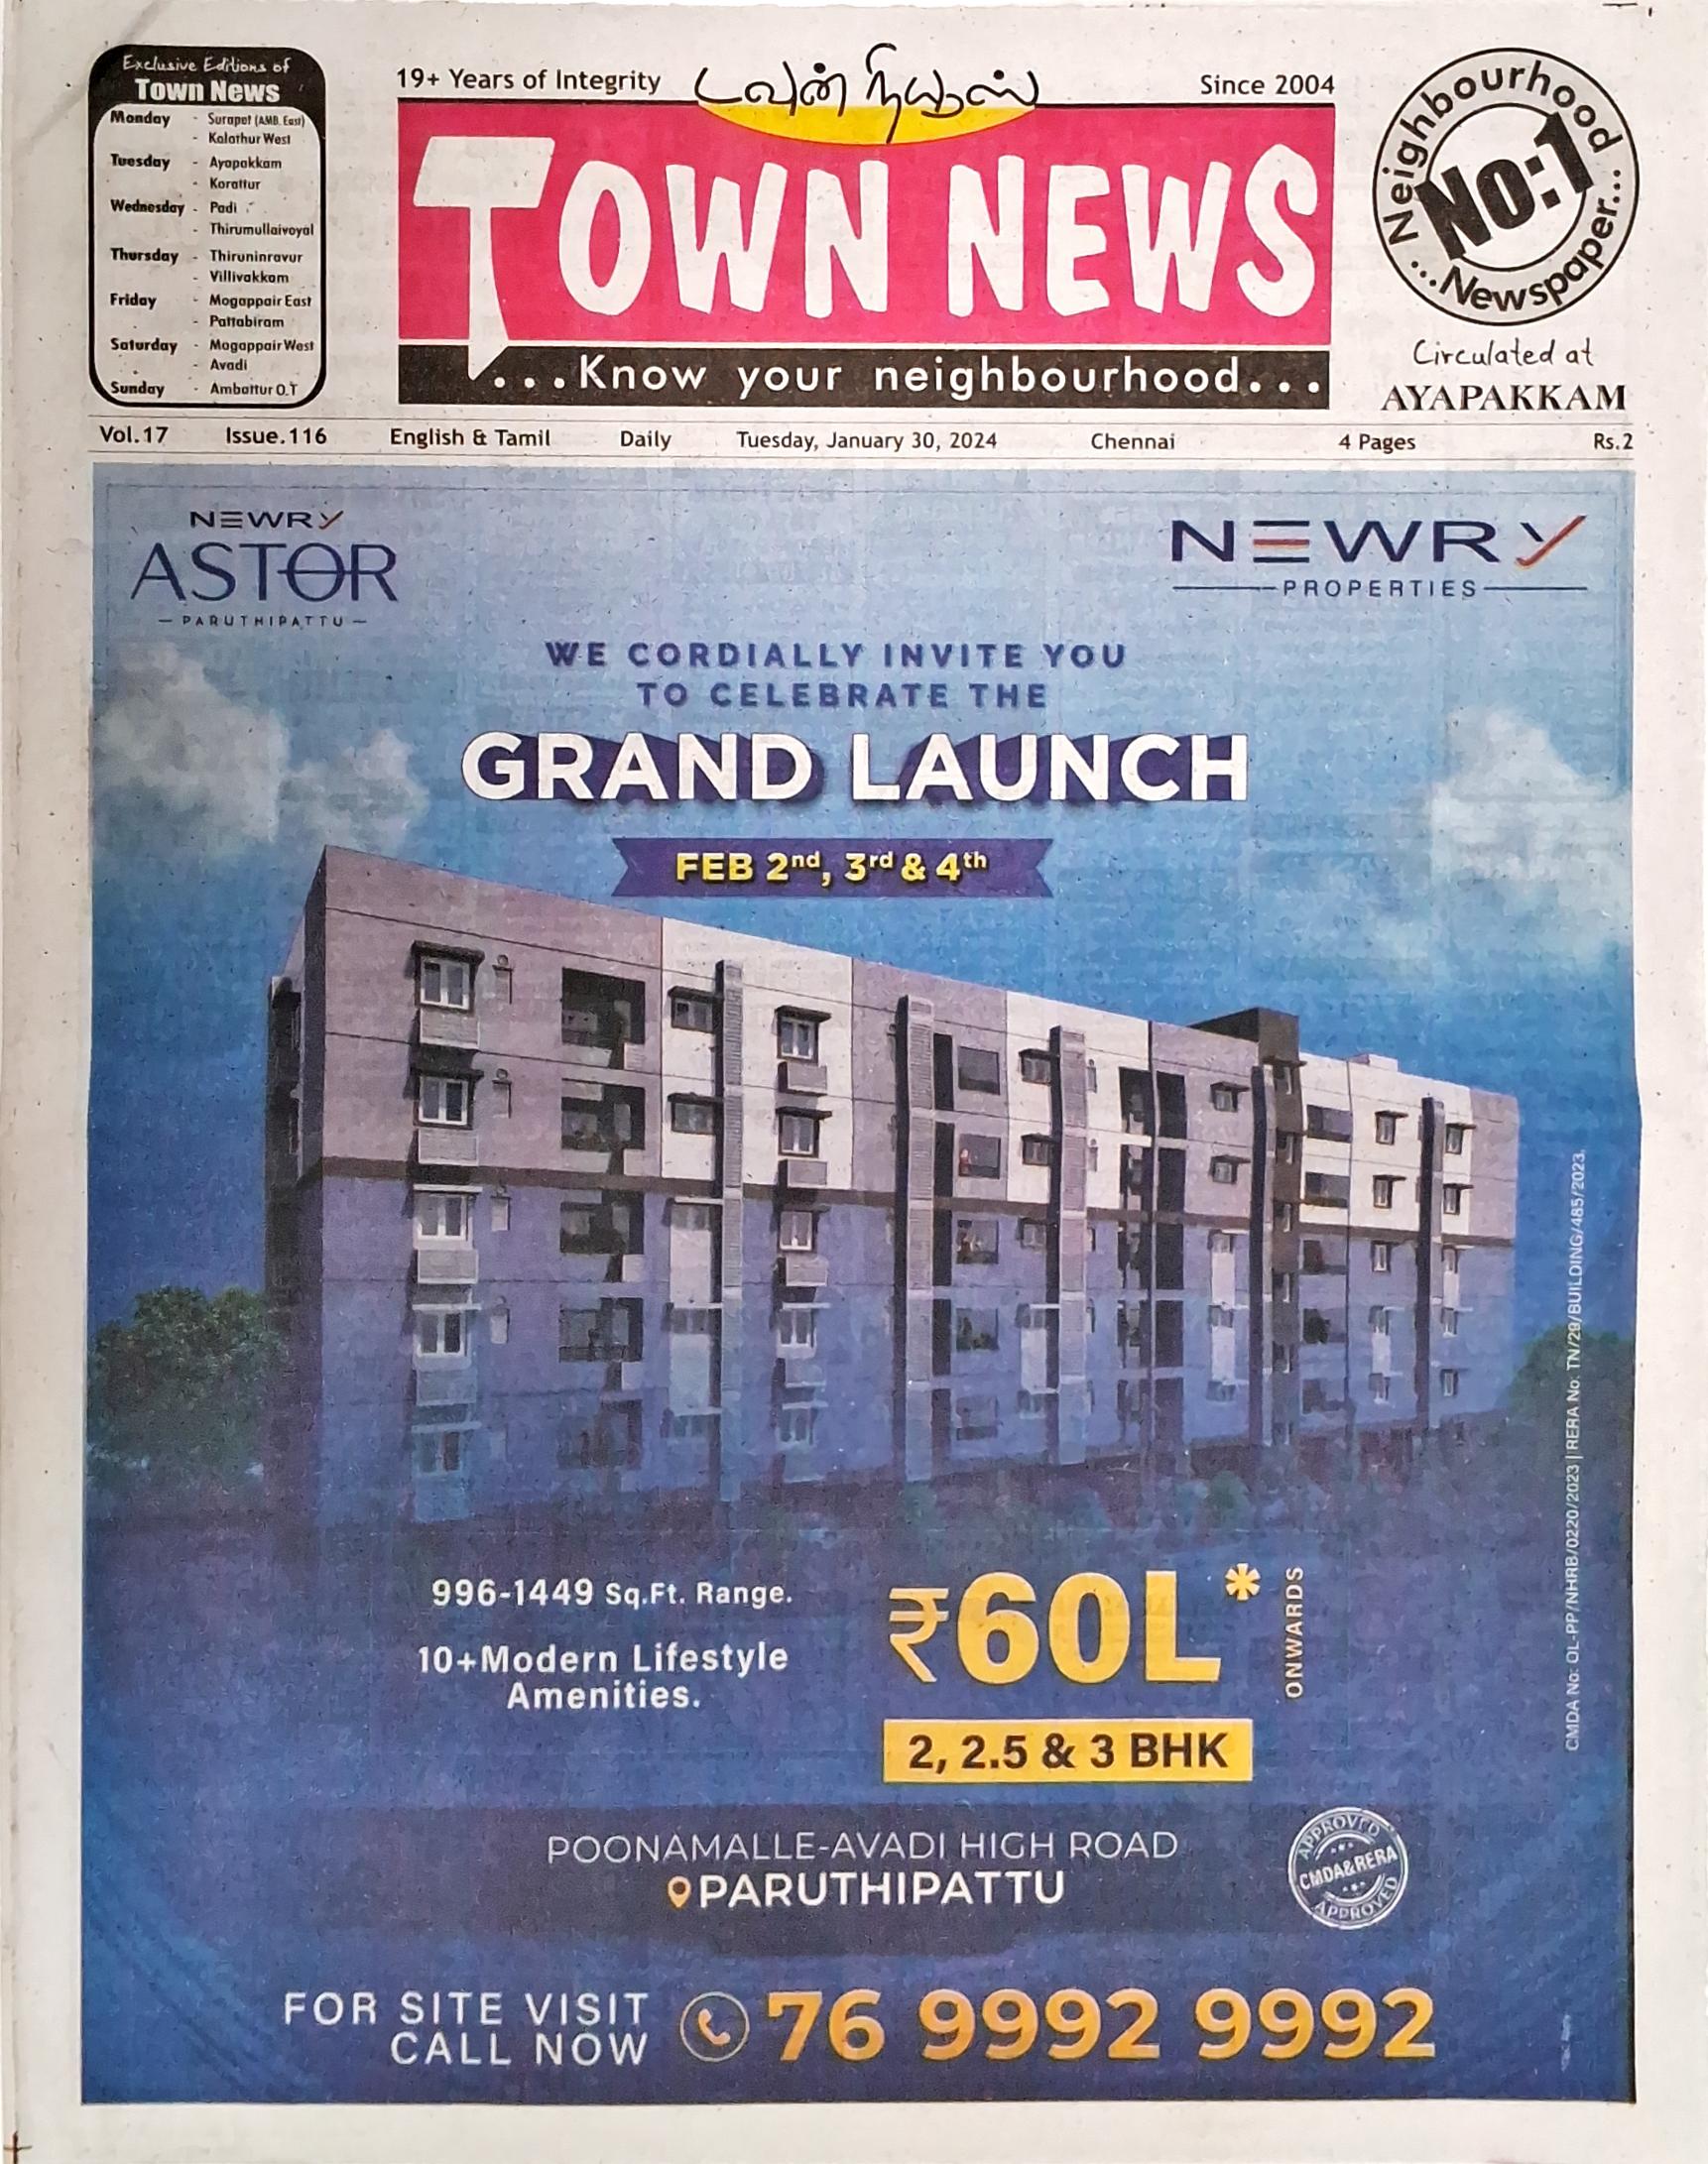 Exclusive Editions of
Town News
Monday - Surapet (AMB. East)
- Kolathur West
Tuesday - Ayapakkam
- Korattur
Wednesday - Padi
- Thirumullaivoyal
Thursday - Thiruninravur
- Villivakkam
Friday - Mogappair East
- Pattabiram
Saturday - Mogappair West
- Avadi
Sunday - Ambattur O.T
19+ Years of Integrity
டவுன் நியூஸ்
Since 2004
TOWN NEWS
...Know your neighbourhood...
Neighbourhood
No:1
...Newspaper...
Circulated at
AYAPAKKAM
Vol.17 Issue.116 English & Tamil Daily Tuesday, January 30, 2024 Chennai 4 Pages Rs.2
NEWRY
ASTOR
- PARUTHIPATTU -
NEWRY
PROPERTIES
WE CORDIALLY INVITE YOU
TO CELEBRATE THE
GRAND LAUNCH
FEB 2nd, 3rd & 4th
CMDA No: OL-PP/NHRB/0220/2023 | RERA No: TN/29/BUILDING/485/2023.
996-1449 Sq.Ft. Range.
10+Modern Lifestyle
Amenities.
₹60L*
ONWARDS
2, 2.5 & 3 BHK
POONAMALLE-AVADI HIGH ROAD
PARUTHIPATTU
APPROVED
CMDA&RERA
APPROVED
FOR SITE VISIT
CALL NOW
76 9992 9992